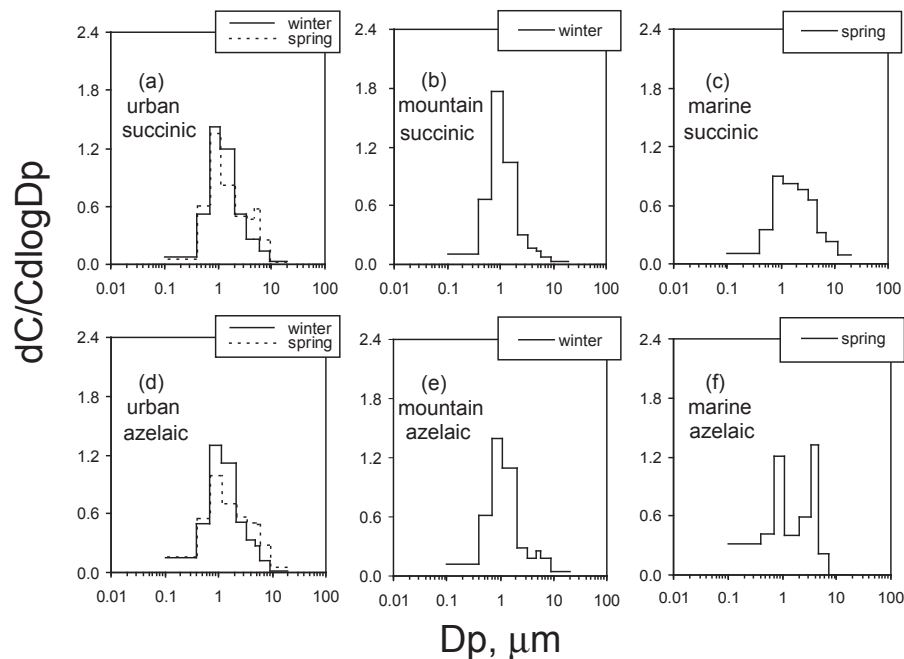 dC/CdlogDp
winter
spring
(a)
urban
succinic
2.4
1.8
1.2
0.6
0.0
0.01 0.1 1 10 100
winter
(b)
mountain
succinic
2.4
1.8
1.2
0.6
0.0
0.01 0.1 1 10 100
spring
(c)
marine
succinic
2.4
1.8
1.2
0.6
0.0
0.01 0.1 1 10 100
winter
spring
(d)
urban
azelaic
2.4
1.8
1.2
0.6
0.0
0.01 0.1 1 10 100
winter
(e)
mountain
azelaic
2.4
1.8
1.2
0.6
0.0
0.01 0.1 1 10 100
spring
(f)
marine
azelaic
2.4
1.8
1.2
0.6
0.0
0.01 0.1 1 10 100
Dp, μm